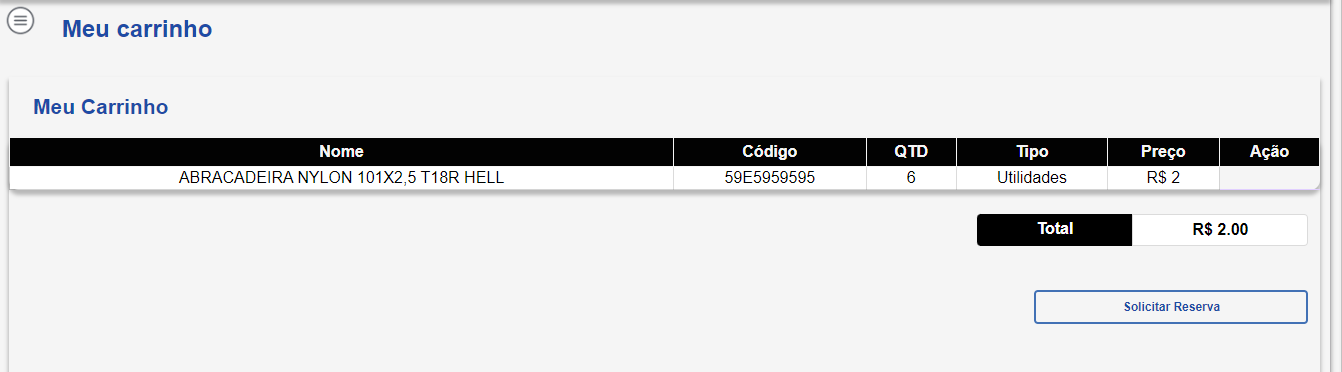 Meu carrinho
Meu Carrinho
Nome Código QTD Tipo Preço Ação
ABRACADEIRA NYLON 101X2,5 T18R HELL 59E5959595 6 Utilidades R$ 2
Total R$ 2.00
Solicitar Reserva